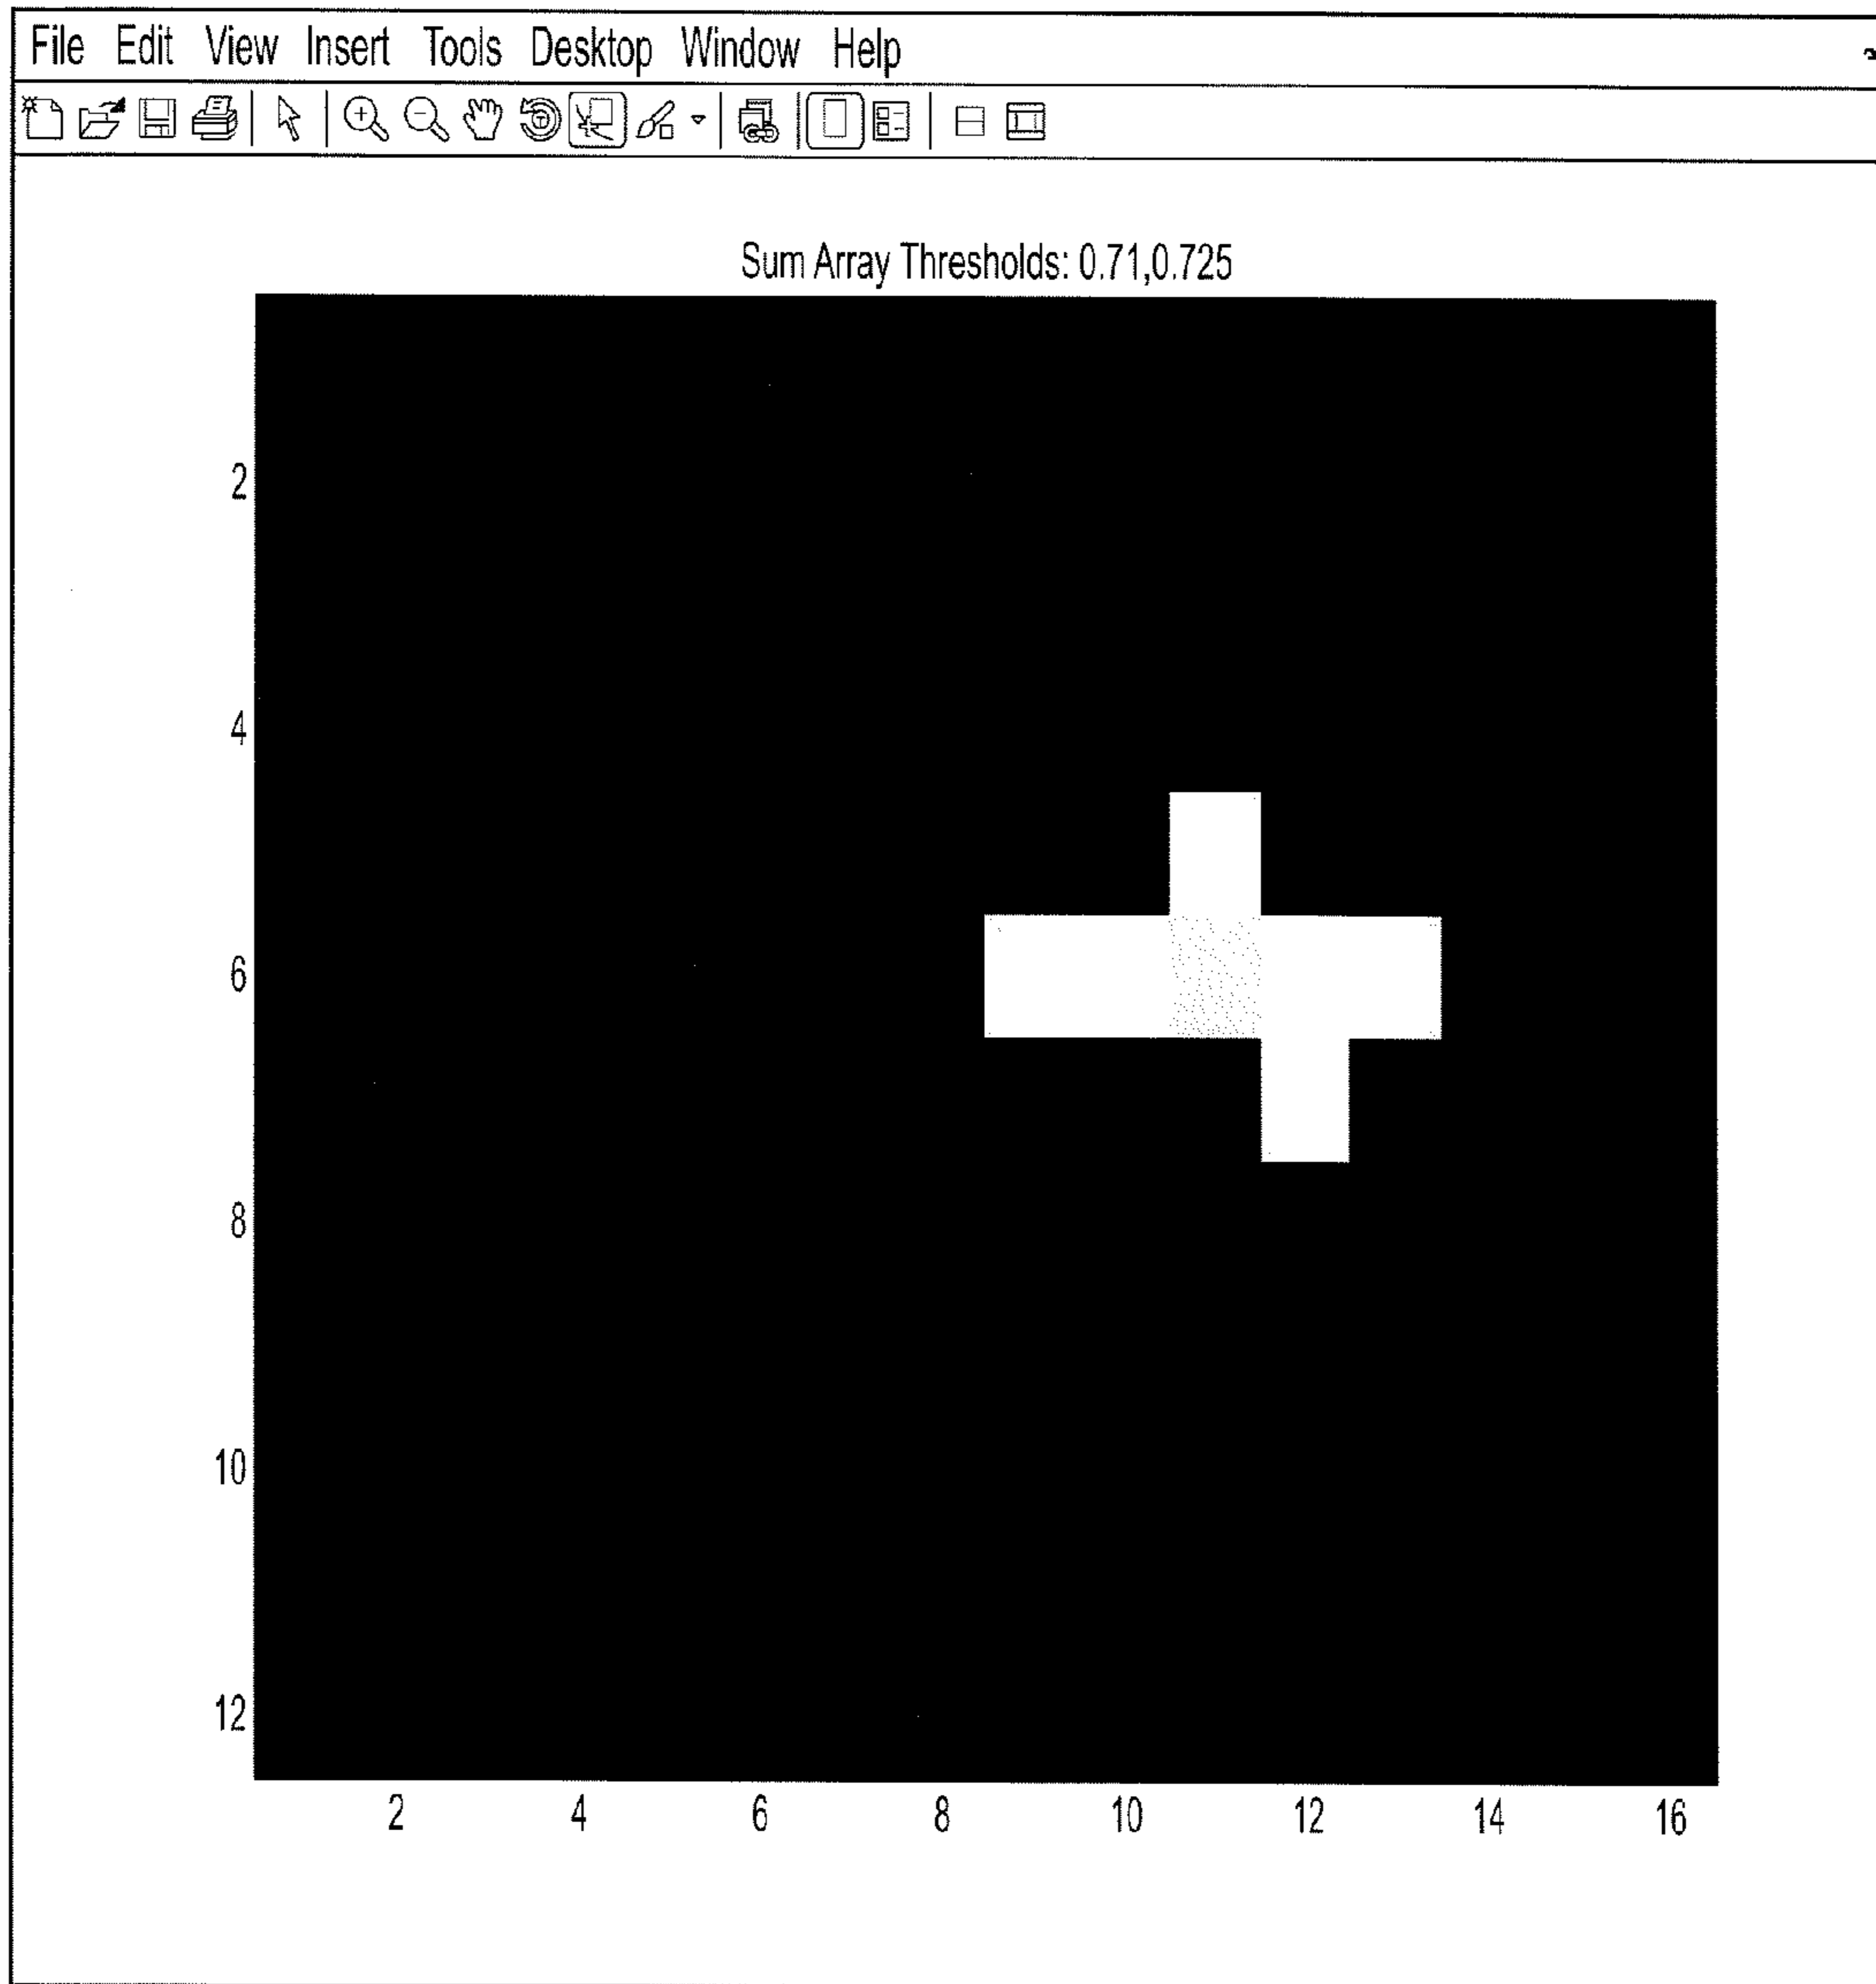 File Edit View Insert Tools Desktop Window Help
Sum Array Thresholds: 0.71,0.725
2
4
6
8
10
12
2 4 6 8 10 12 14 16